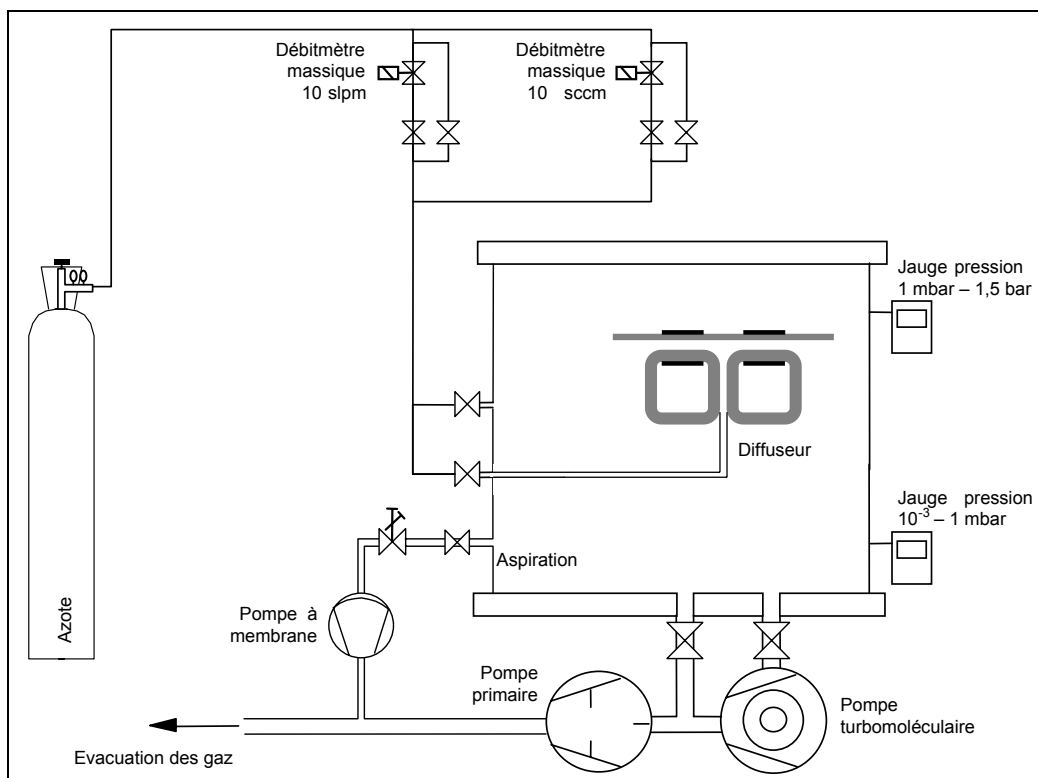 Débitmètre
massique
10 slpm
Débitmètre
massique
10 sccm
Jauge pression
1 mbar – 1,5 bar
Diffuseur
Jauge pression
10⁻³ – 1 mbar
Aspiration
Azote
Pompe à
membrane
Pompe
primaire
Pompe
turbomoléculaire
Evacuation des gaz